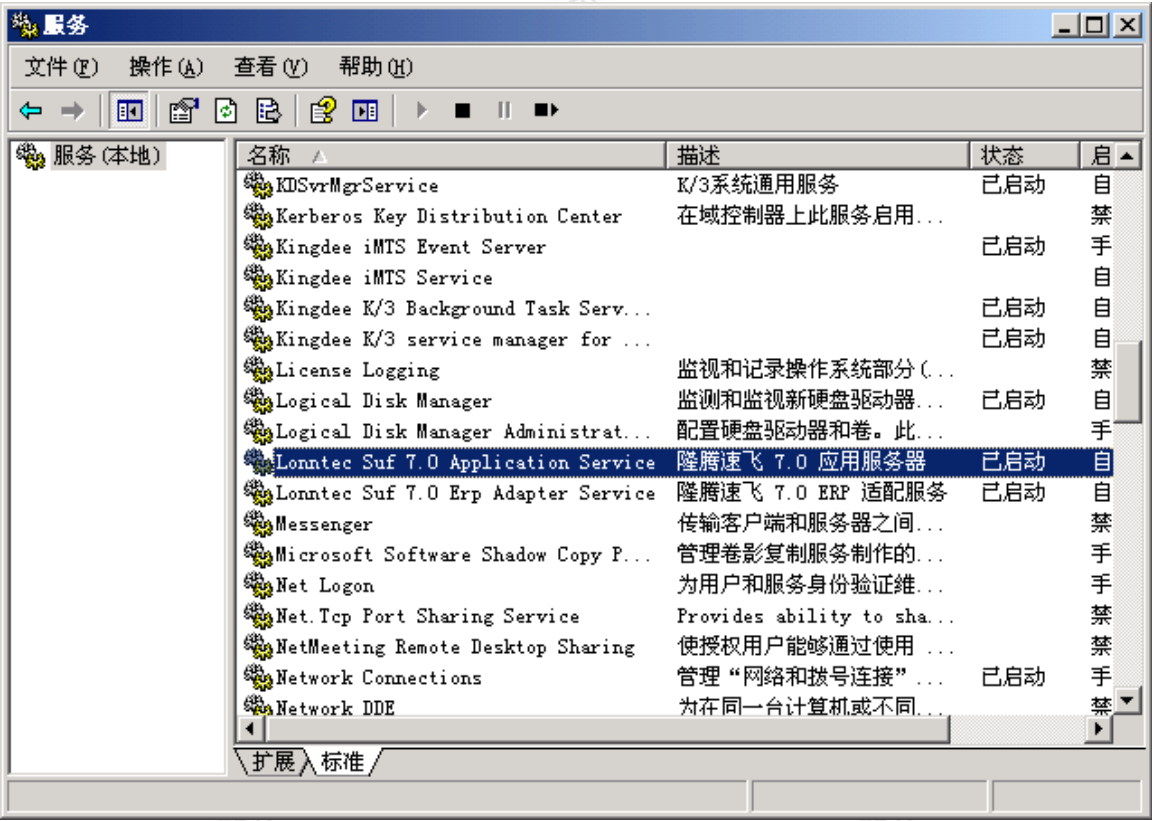 服务
文件(F) 操作(A) 查看(V) 帮助(H)
服务(本地)
名称 描述 状态 启
KDSvrMgrService K/3系统通用服务 已启动 自
Kerberos Key Distribution Center 在域控制器上此服务启用... 禁
Kingdee iMTS Event Server 已启动 手
Kingdee iMTS Service 自
Kingdee K/3 Background Task Serv... 已启动 自
Kingdee K/3 service manager for ... 已启动 自
License Logging 监视和记录操作系统部分(... 禁
Logical Disk Manager 监测和监视新硬盘驱动器... 已启动 自
Logical Disk Manager Administrat... 配置硬盘驱动器和卷。此... 手
Lonntec Suf 7.0 Application Service 隆腾速飞 7.0 应用服务器 已启动 自
Lonntec Suf 7.0 Erp Adapter Service 隆腾速飞 7.0 ERP 适配服务 已启动 自
Messenger 传输客户端和服务器之间... 禁
Microsoft Software Shadow Copy P... 管理卷影复制服务制作的... 手
Net Logon 为用户和服务身份验证维... 手
Net.Tcp Port Sharing Service Provides ability to sha... 禁
NetMeeting Remote Desktop Sharing 使授权用户能够通过使用 ... 禁
Network Connections 管理“网络和拨号连接” ... 已启动 手
Network DDE 为在同一台计算机或不同... 禁
扩展 标准